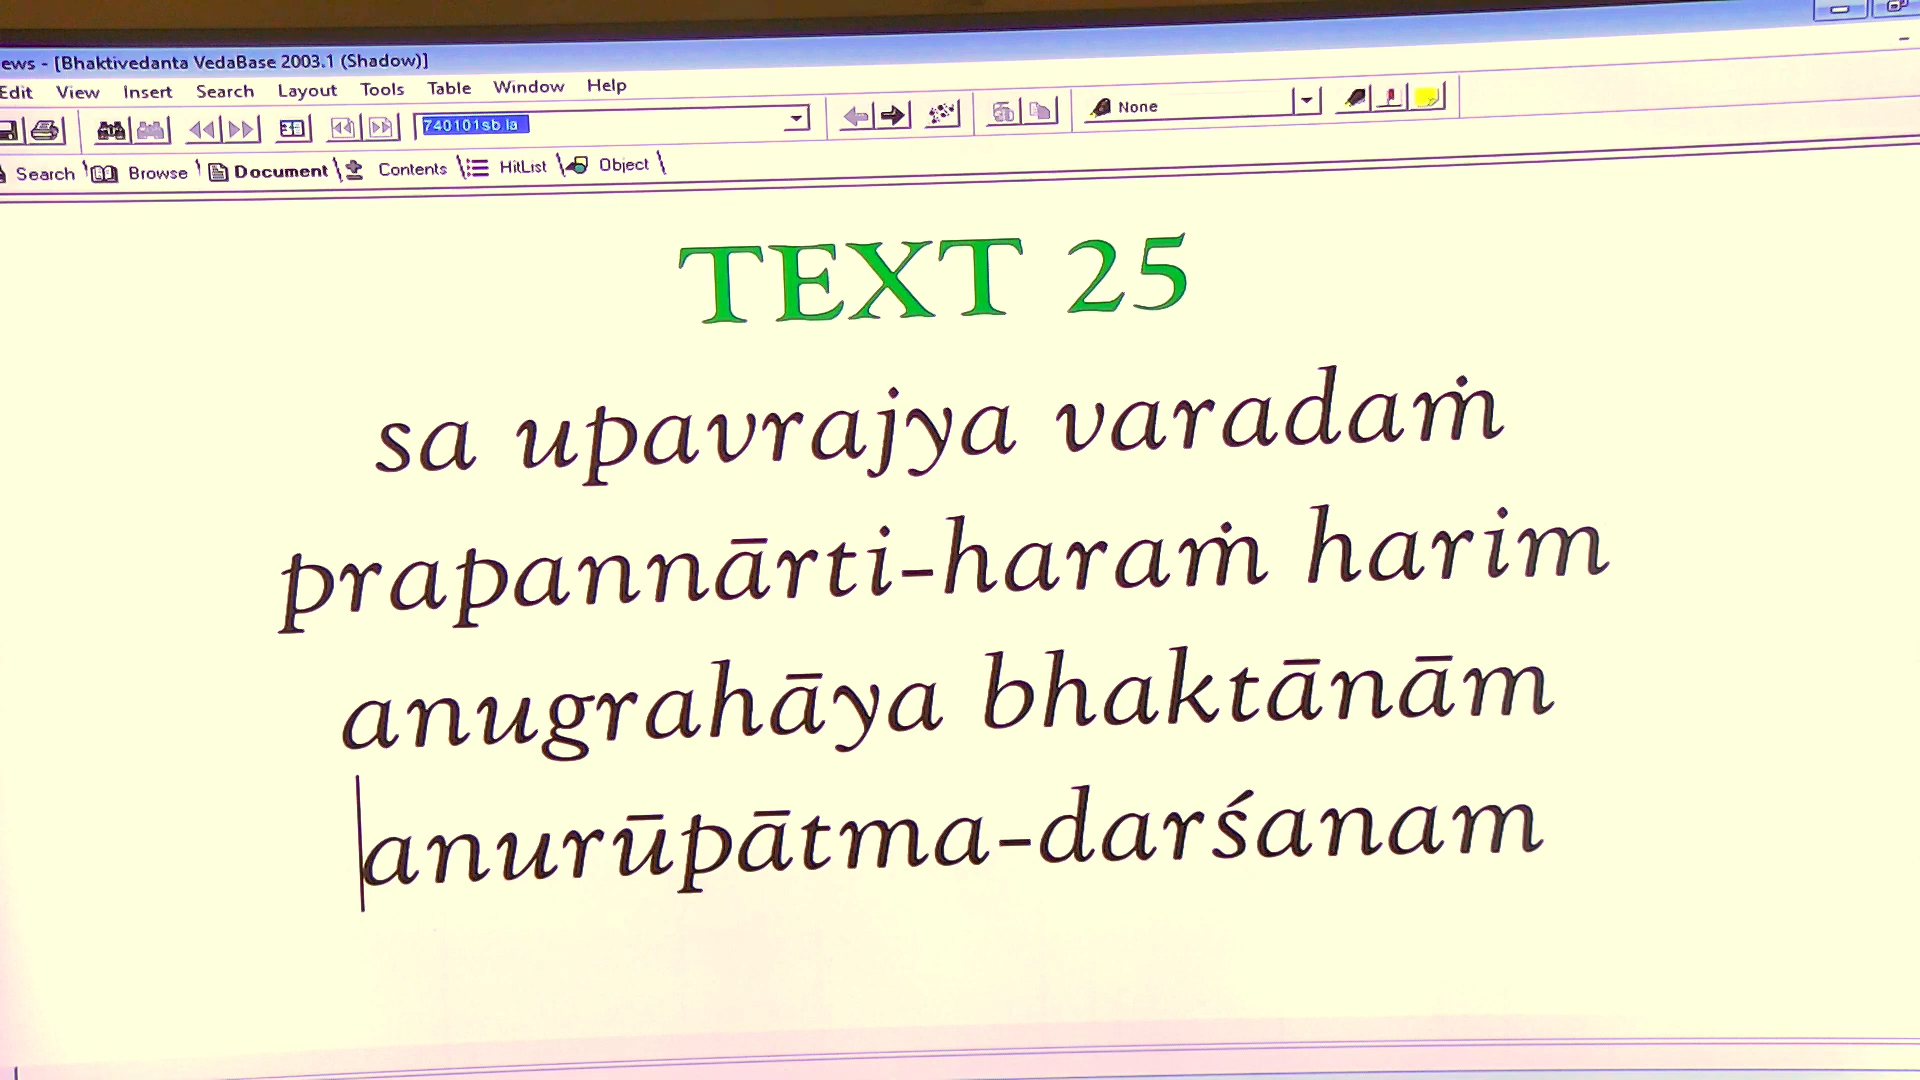 ews - [Bhaktivedanta VedaBase 2003.1 (Shadow)]
Edit View Insert Search Layout Tools Table Window Help
740101sb la
None
Search Browse Document Contents HitList Object
TEXT 25
sa upavrajya varadaṁ
prapannārti-haraṁ harim
anugrahāya bhaktānām
anurūpātma-darśanam